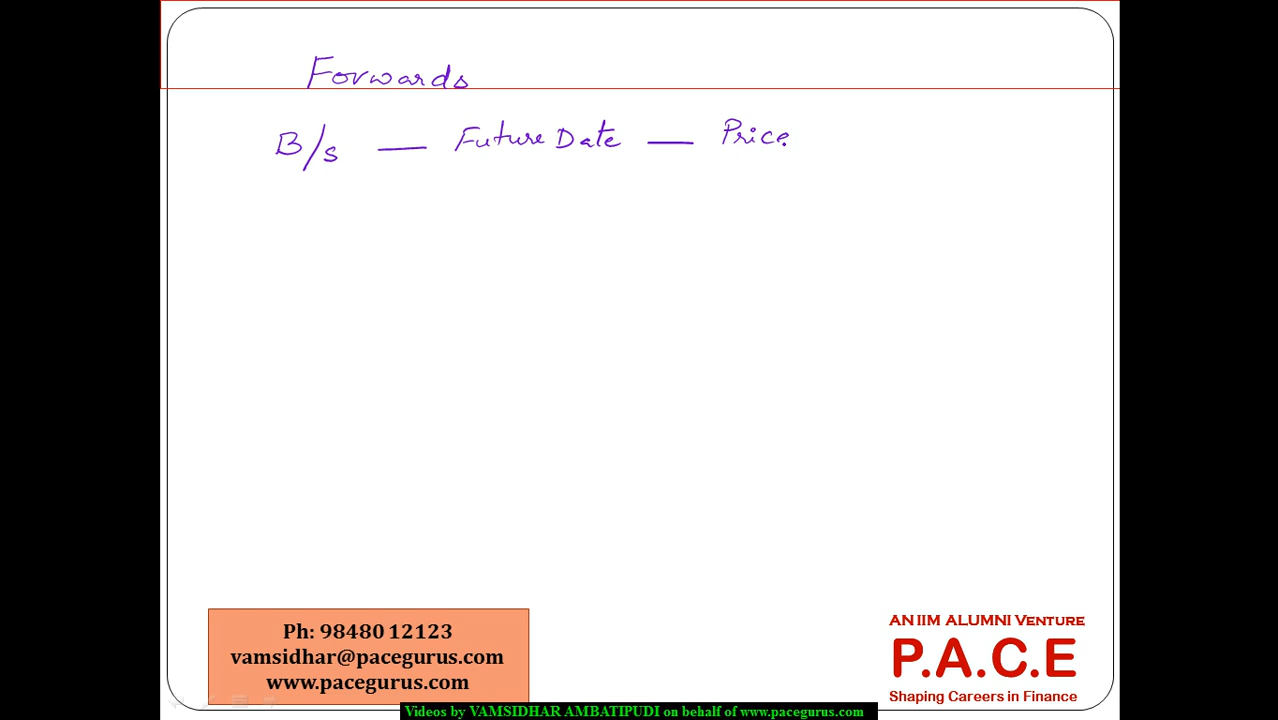 Forwards
B/s — Future Date — Price
Ph: 98480 12123
vamsidhar@pacegurus.com
www.pacegurus.com
AN IIM ALUMNI VENTURE
P.A.C.E
Shaping Careers in Finance
Videos by VAMSIDHAR AMBATIPUDI on behalf of www.pacegurus.com